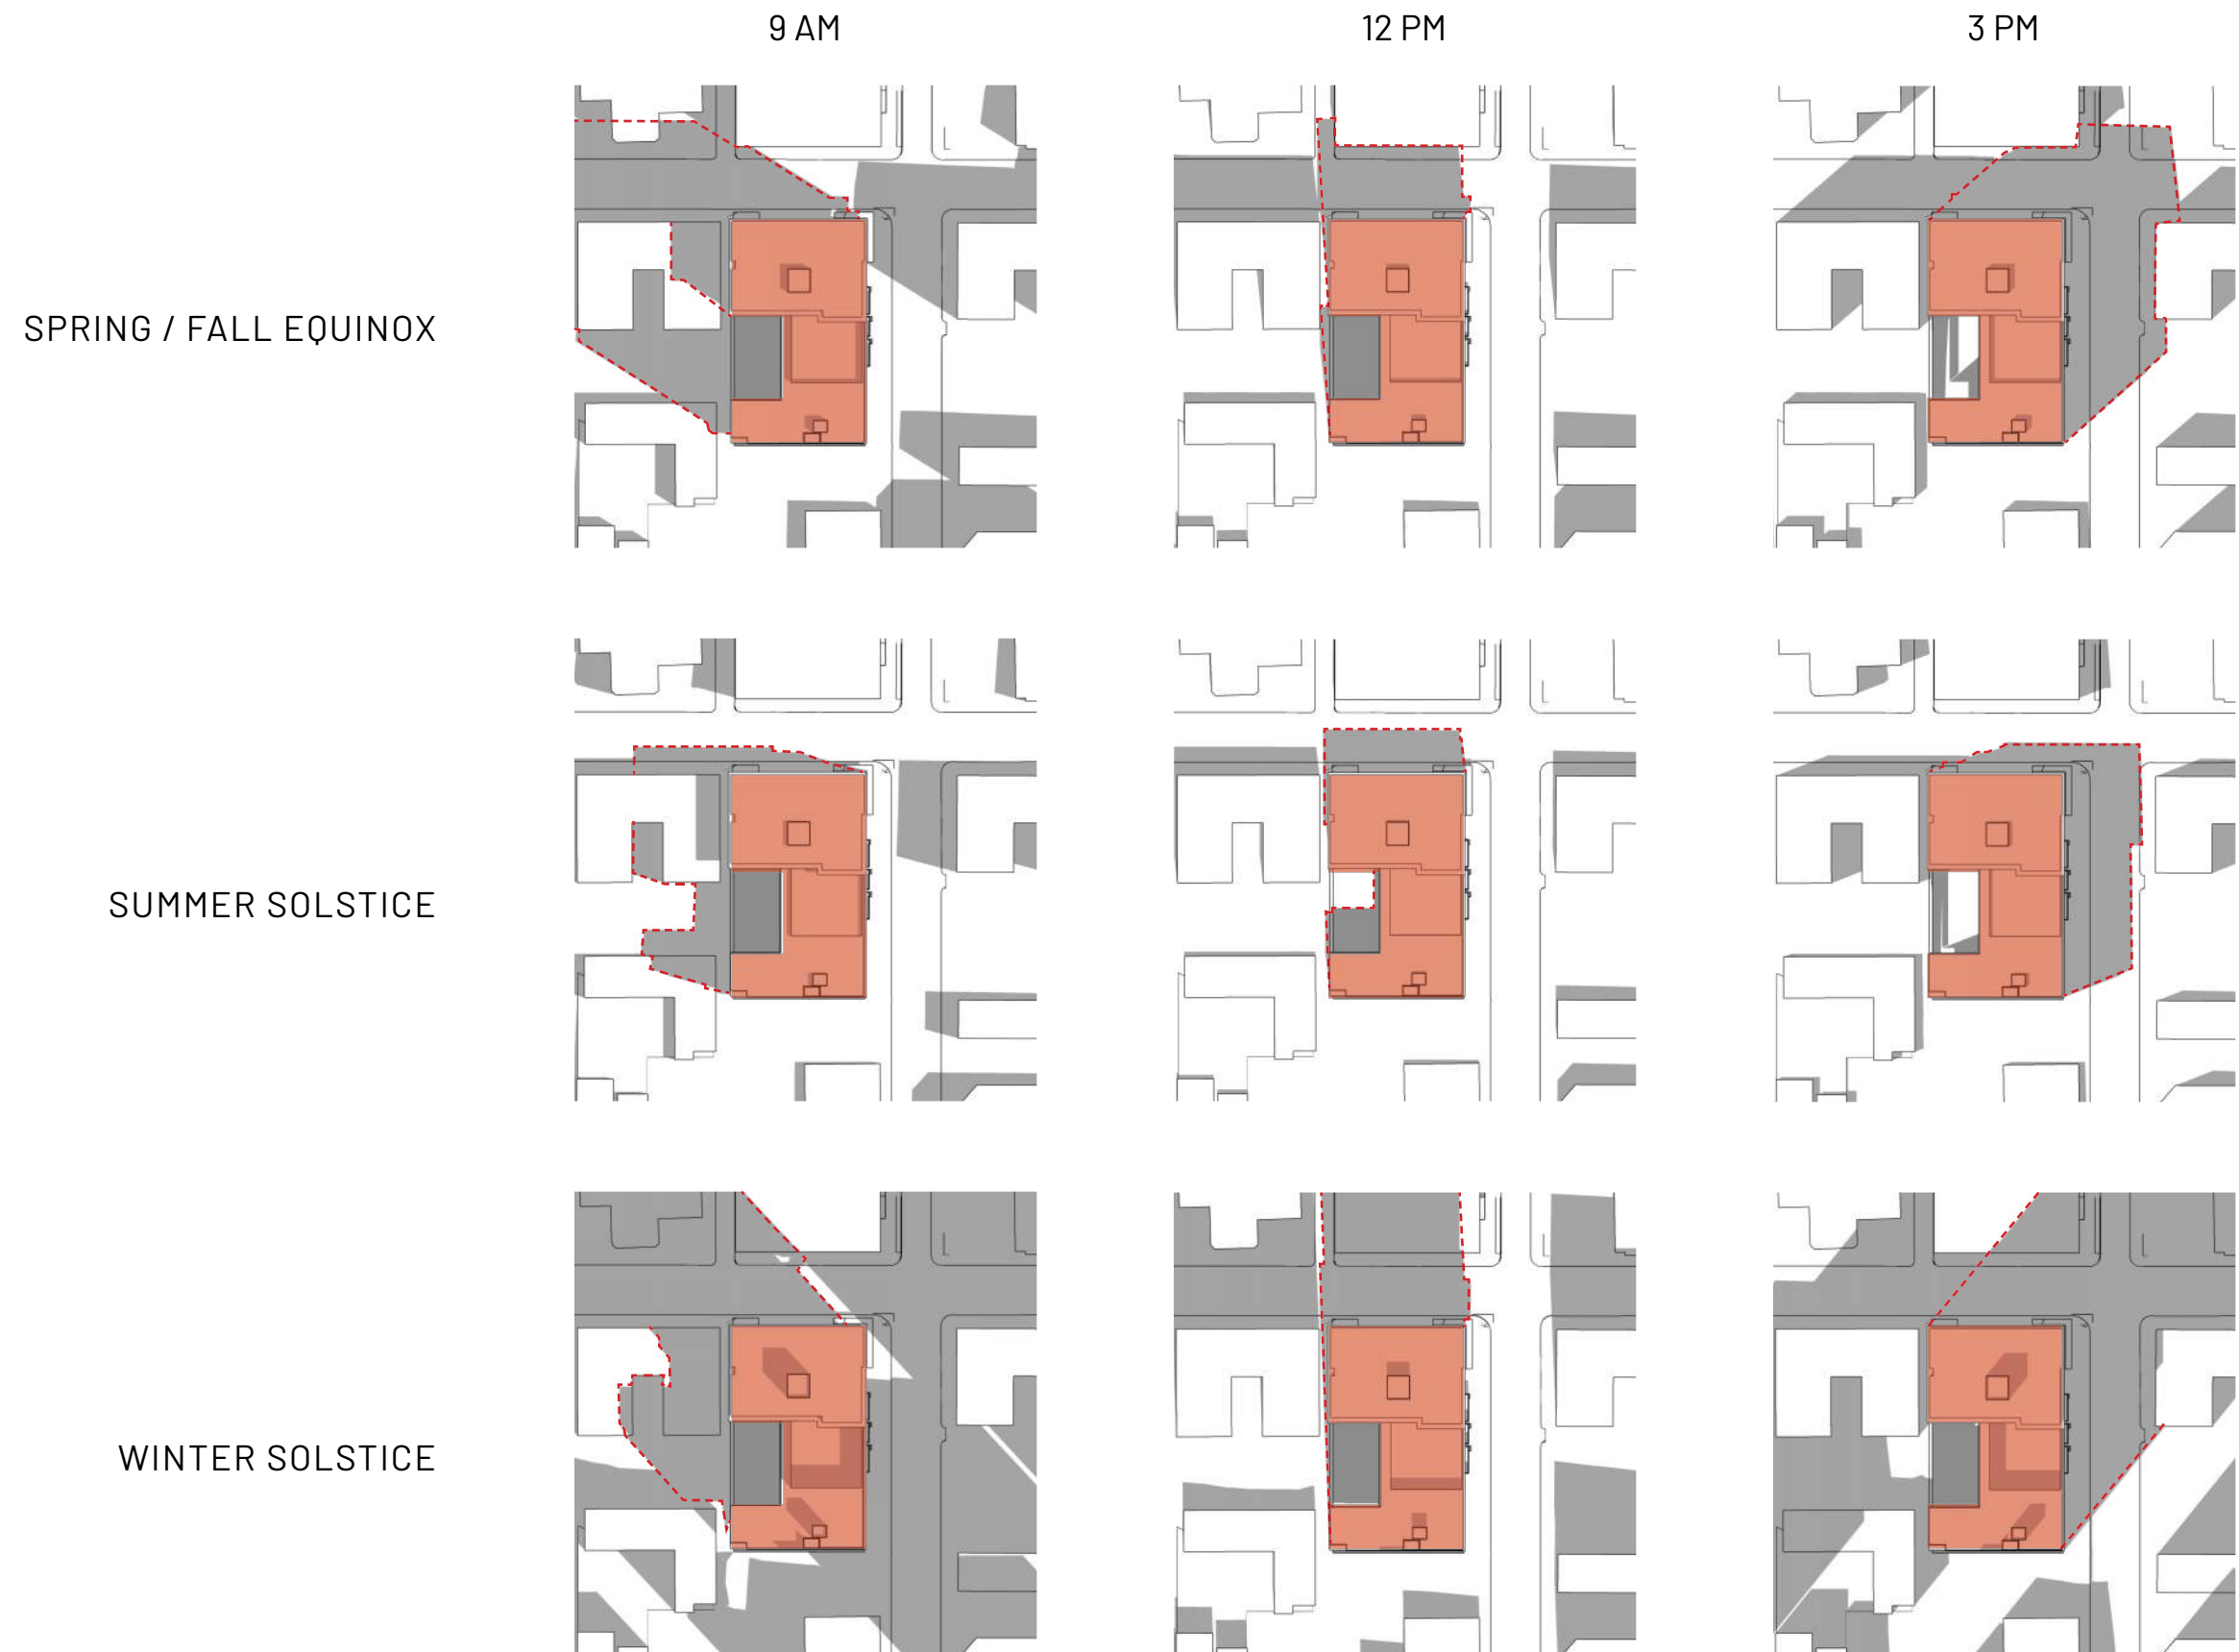 9 AM
12 PM
3 PM
SPRING / FALL EQUINOX
SUMMER SOLSTICE
WINTER SOLSTICE